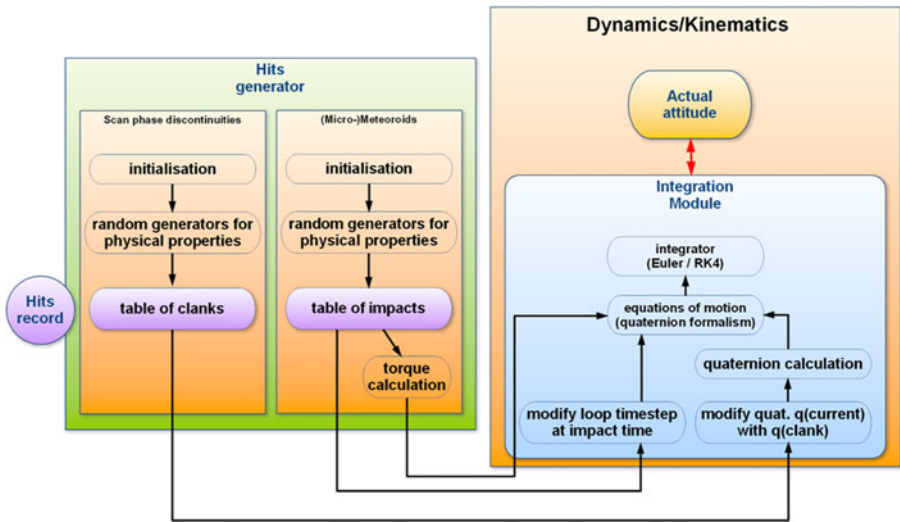 Hits
generator
Scan phase discontinuities
initialisation
random generators for
physical properties
table of clanks
(Micro-)Meteoroids
initialisation
random generators for
physical properties
table of impacts
torque
calculation
Hits
record
Dynamics/Kinematics
Actual
attitude
Integration
Module
integrator
(Euler / RK4)
equations of motion
(quaternion formalism)
quaternion calculation
modify loop timestep
at impact time
modify quat. q(current)
with q(clank)